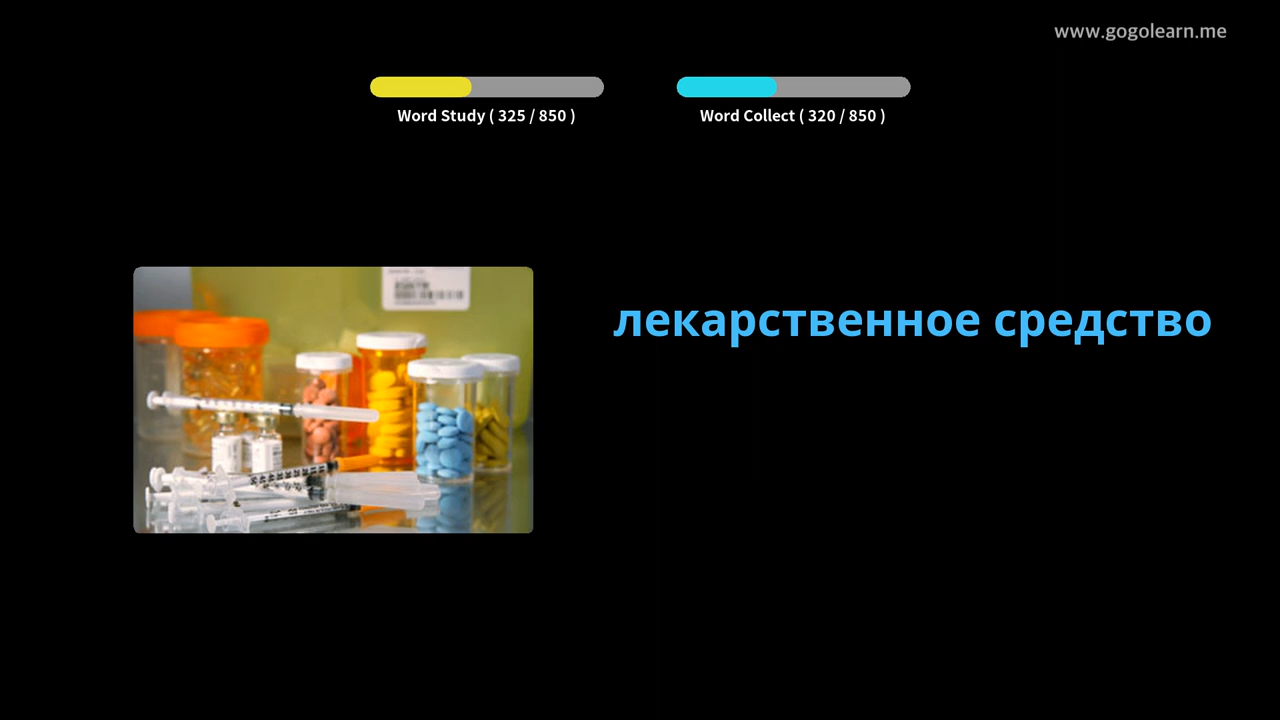 www.gogolearn.me
Word Study ( 325 / 850 )
Word Collect ( 320 / 850 )
лекарственное средство